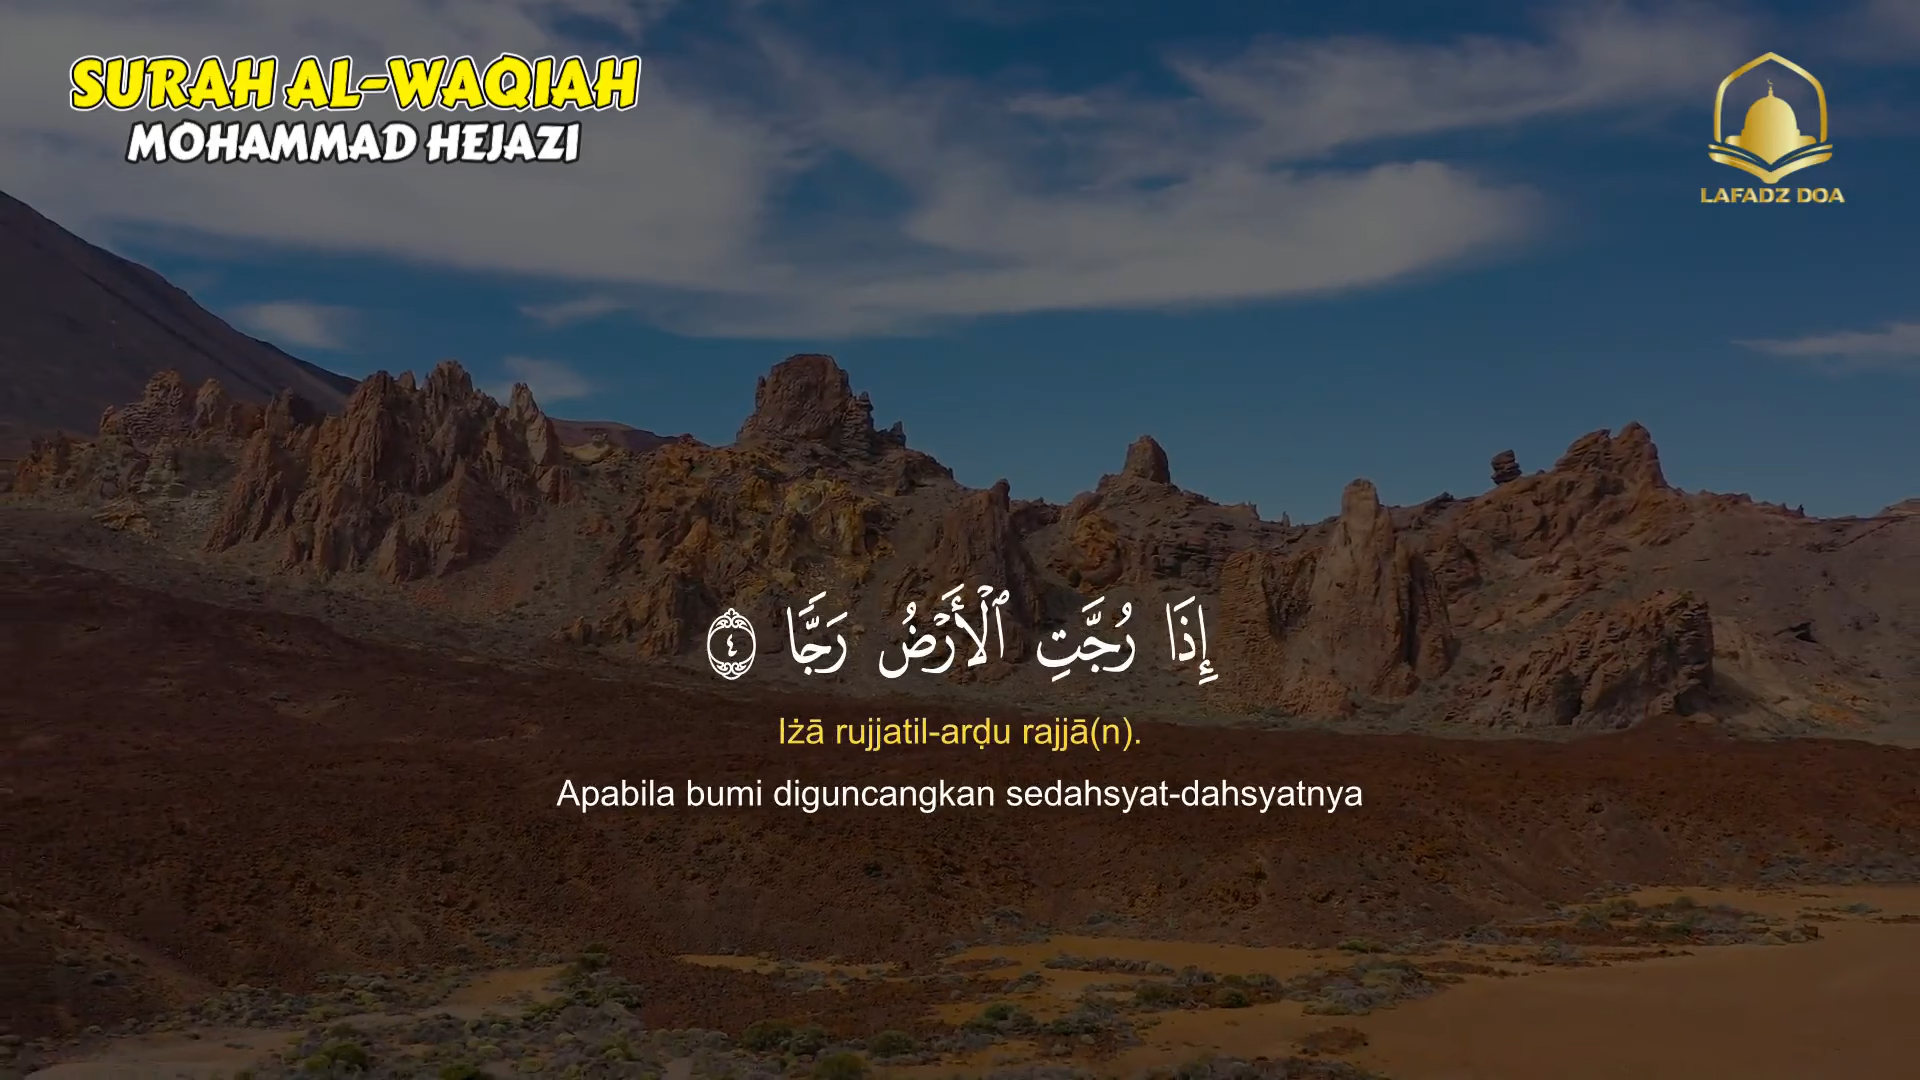 SURAH AL-WAQIAH
MOHAMMAD HEJAZI
LAFADZ DOA
إِذَا رُجَّتِ ٱلْأَرْضُ رَجًّا ٤
Iżā rujjatil-arḍu rajjā(n).
Apabila bumi diguncangkan sedahsyat-dahsyatnya